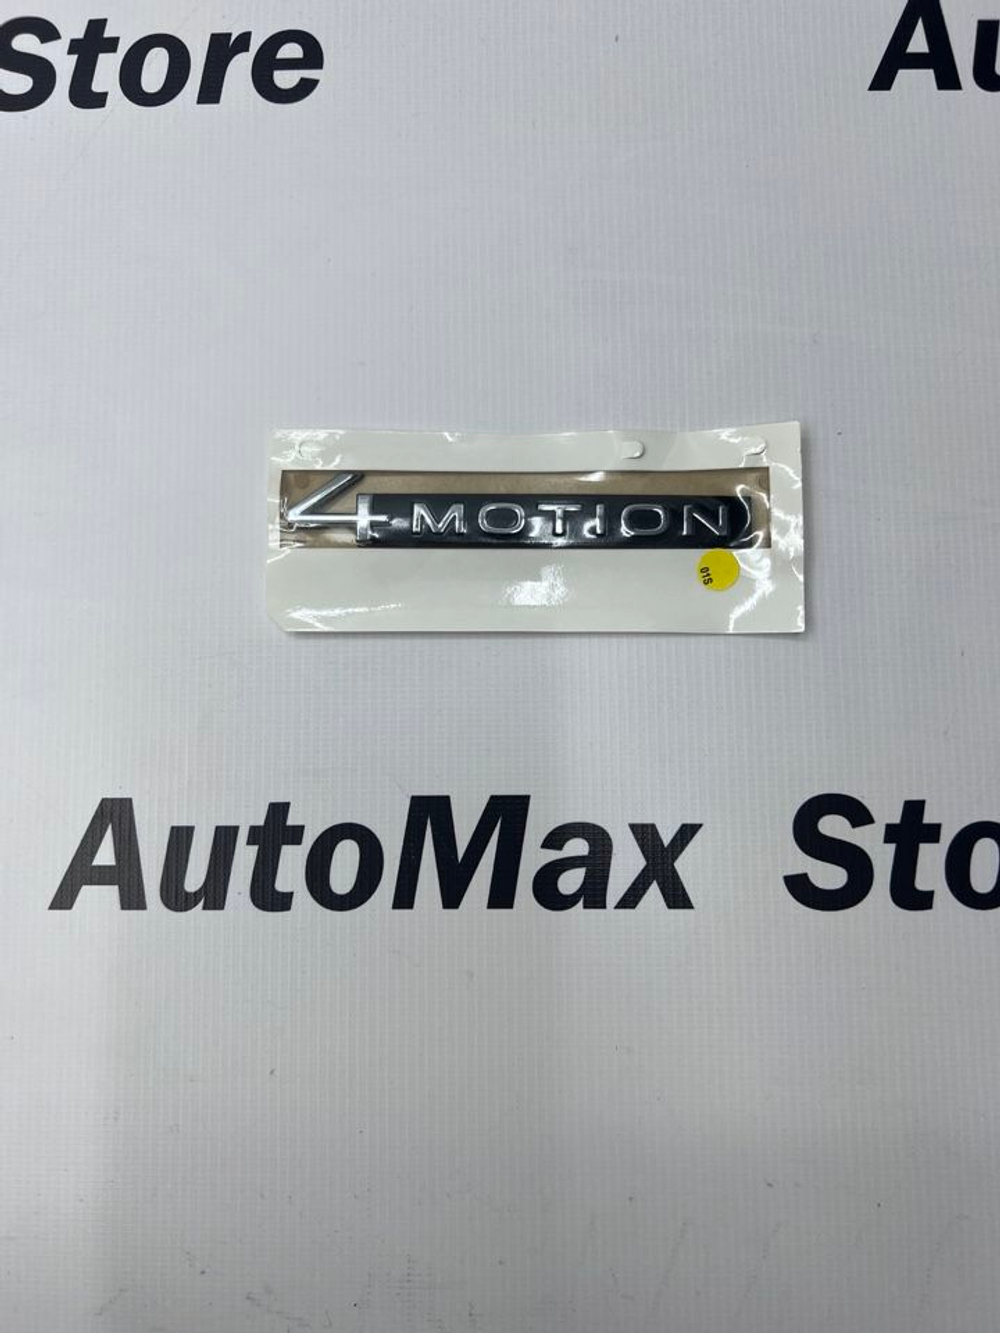 Store Au
4MOTION
01S
AutoMax Sto